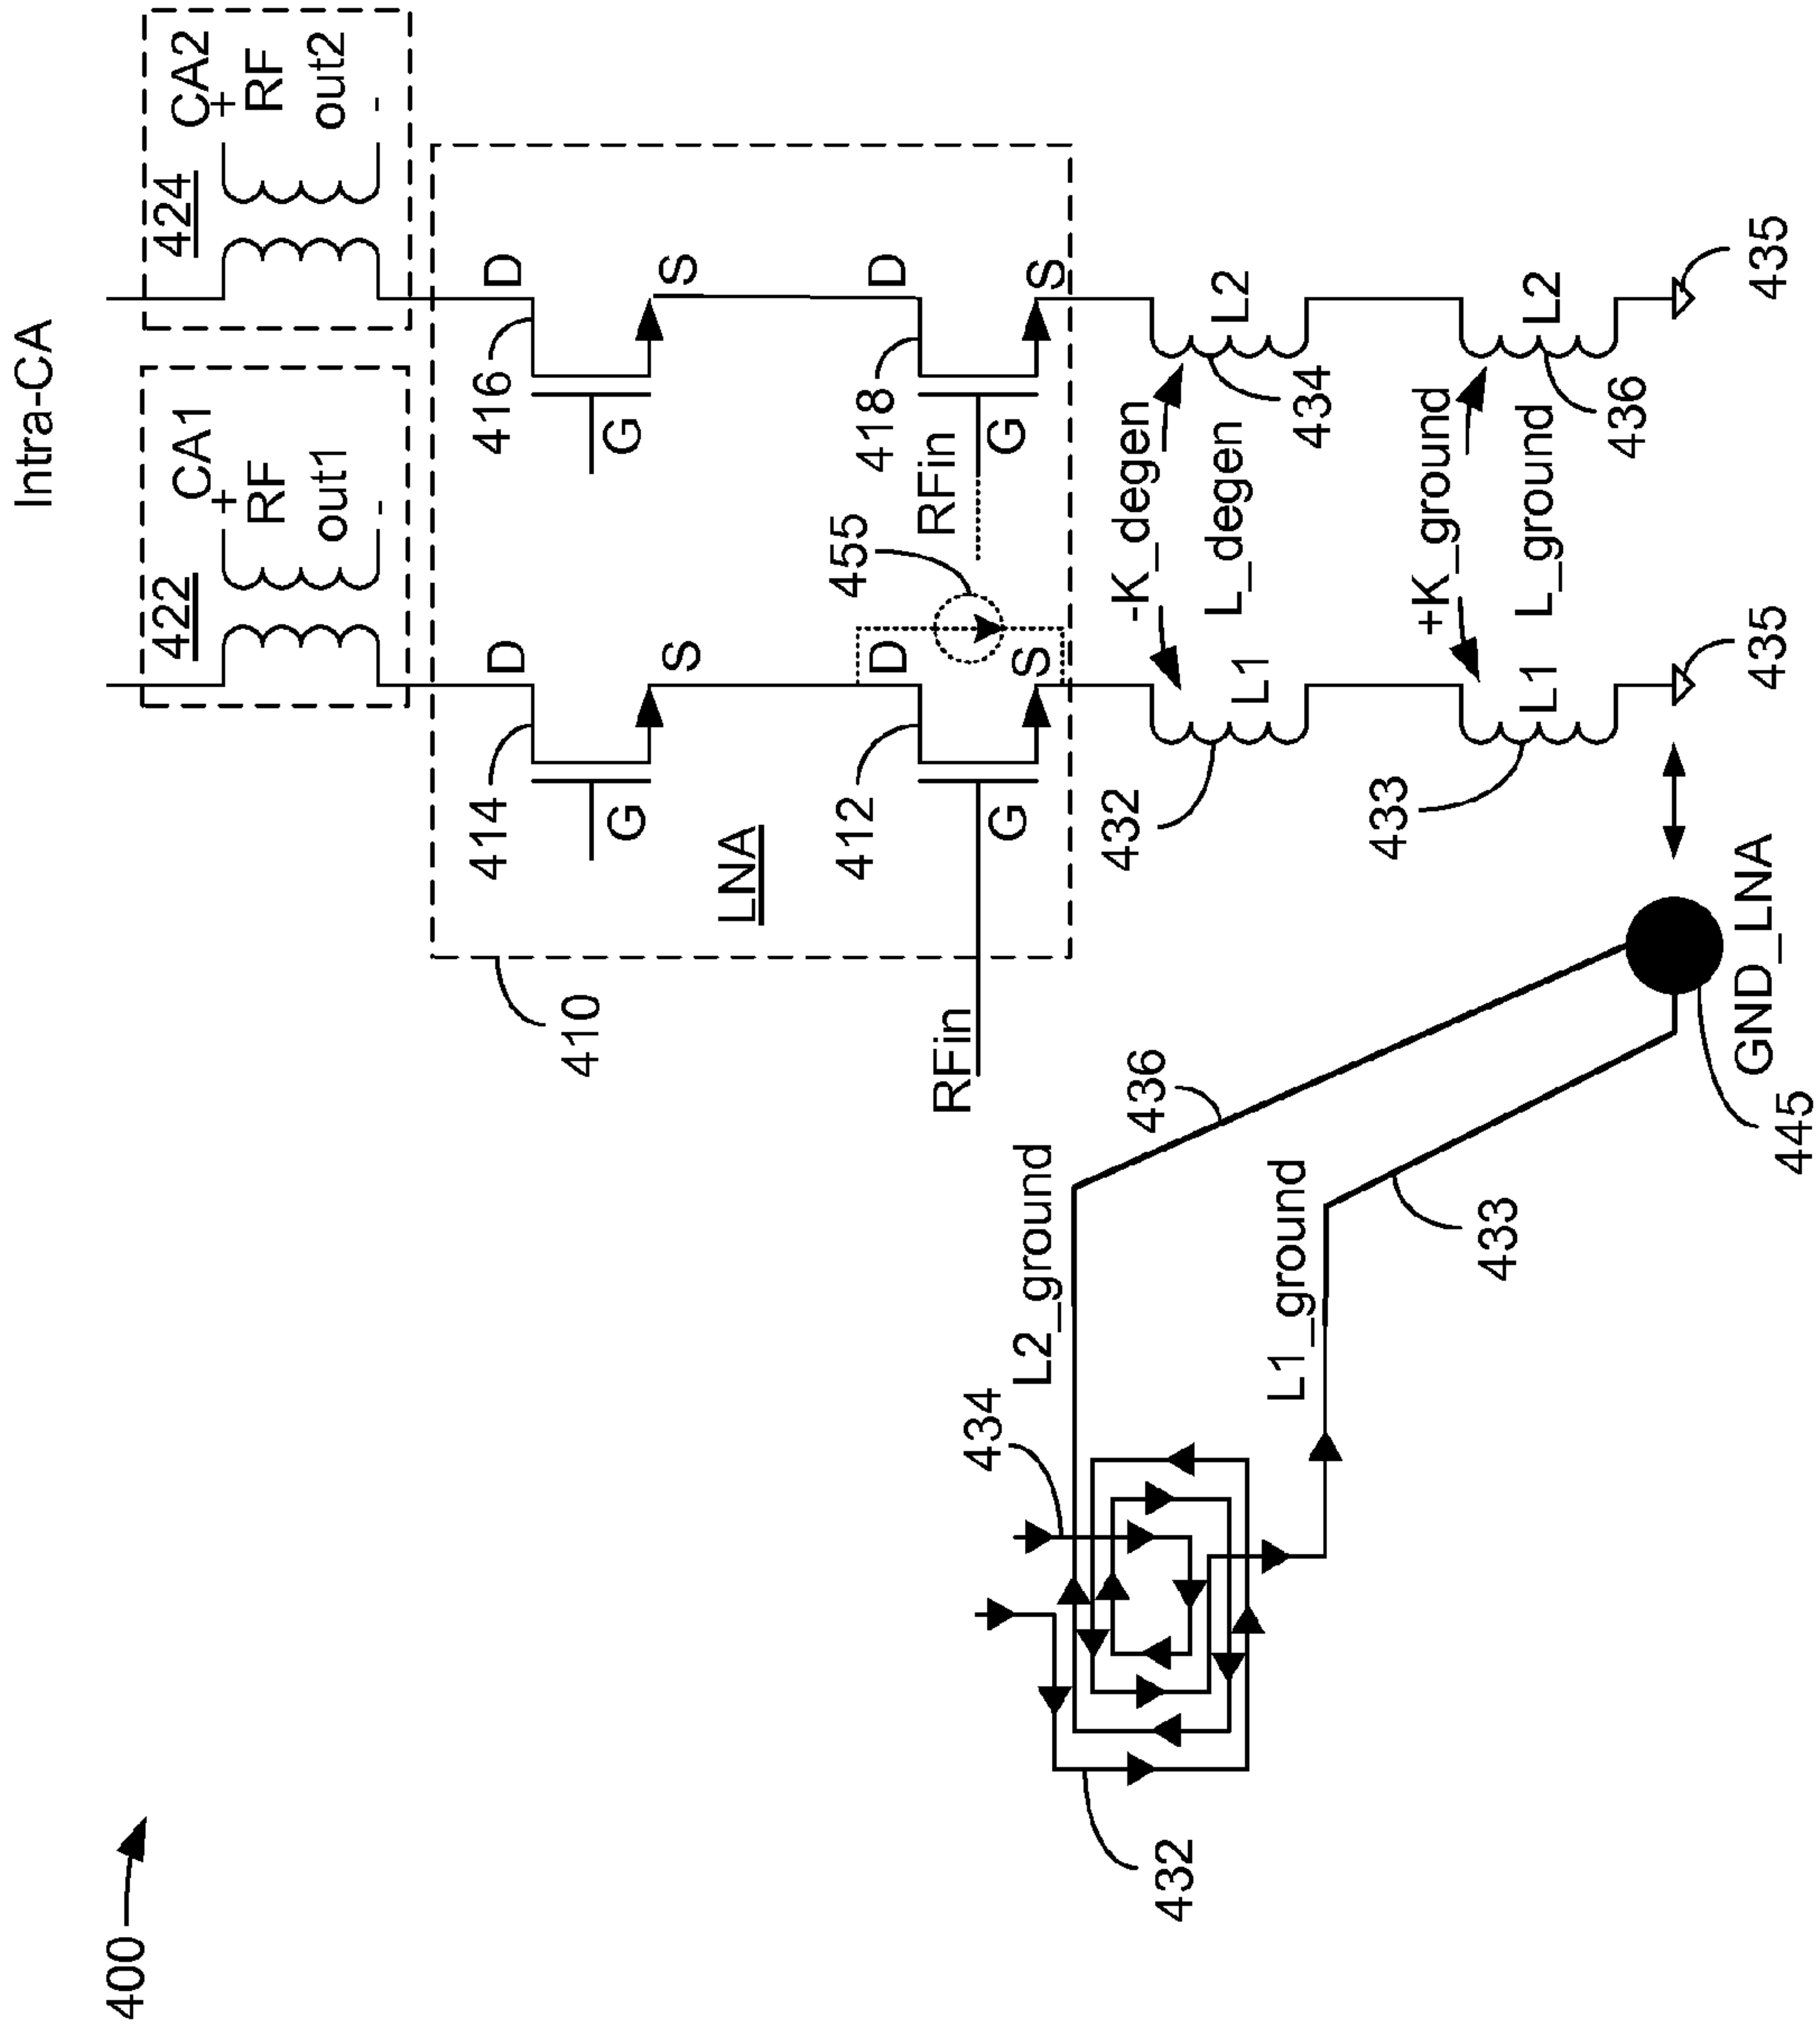 400
Intra-CA
422
CA1
+
RF
out1
-
424
CA2
+
RF
out2
-
414
D
G
S
416
D
G
S
LNA
410
412
D
G
S
455
418
D
RFin
G
S
RFin
432
L1
-K_degen
L_degen
L2
434
433
L1
+K_ground
L_ground
L2
436
435
435
432
434
L2_ground
436
L1_ground
433
GND_LNA
445